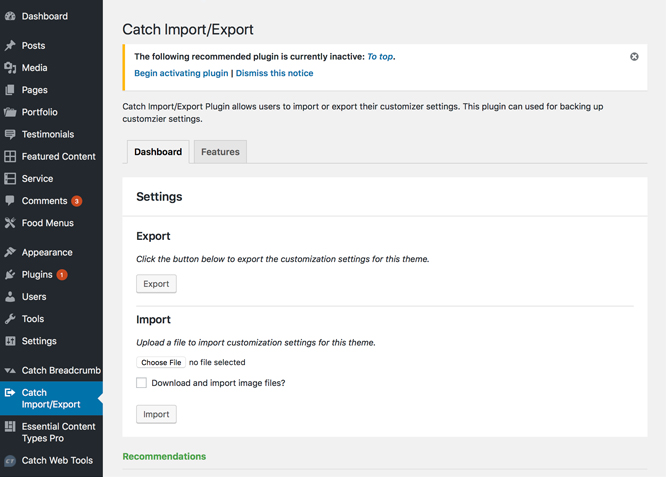 Dashboard
Posts
Media
Pages
Portfolio
Testimonials
Featured Content
Service
Comments 3
Food Menus
Appearance
Plugins 1
Users
Tools
Settings
Catch Breadcrumb
Catch
Import/Export
Essential Content
Types Pro
Catch Web Tools
Catch Import/Export
The following recommended plugin is currently inactive: To top.
Begin activating plugin | Dismiss this notice
Catch Import/Export Plugin allows users to import or export their customizer settings. This plugin can used for backing up
customzier settings.
Dashboard Features
Settings
Export
Click the button below to export the customization settings for this theme.
Export
Import
Upload a file to import customization settings for this theme.
Choose File no file selected
Download and import image files?
Import
Recommendations